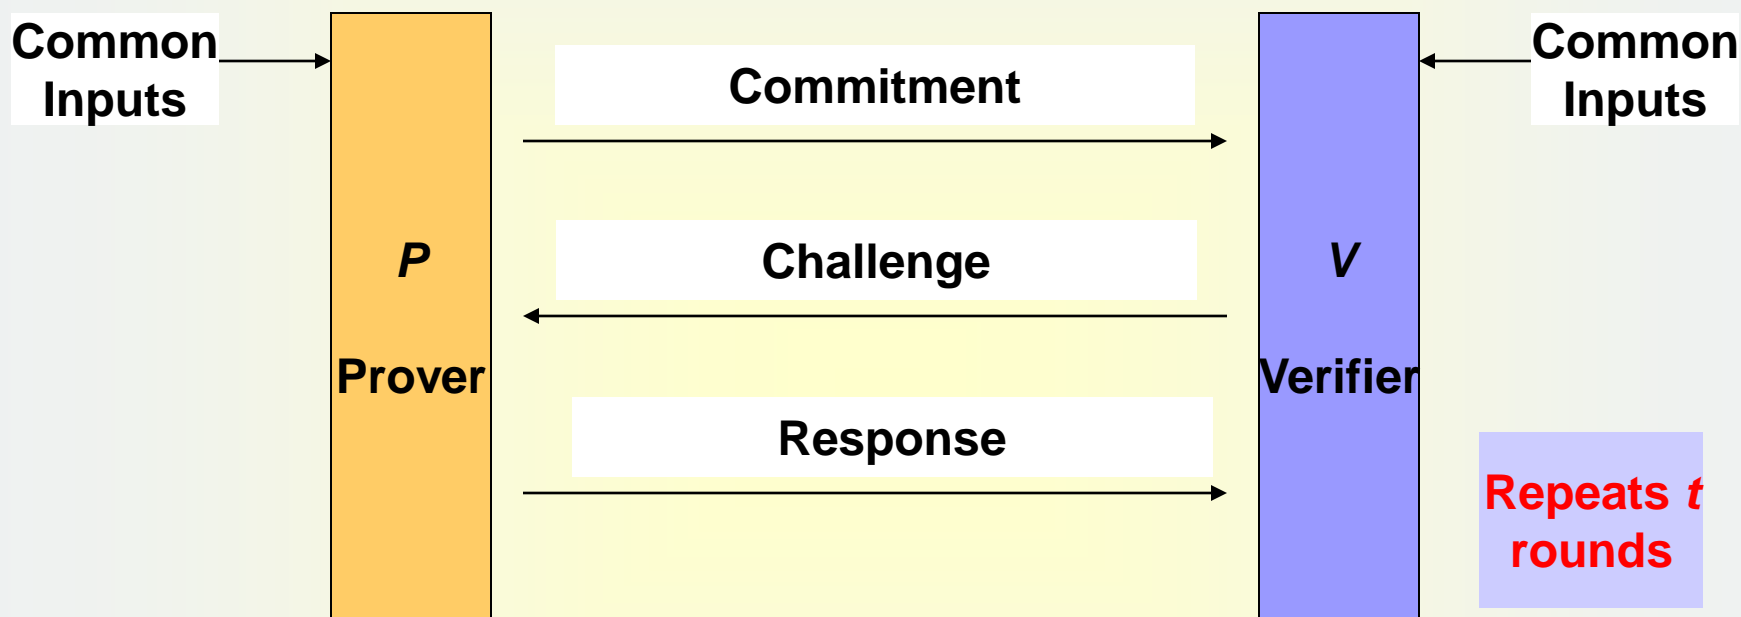 Common
Inputs
Commitment
Common
Inputs
P
Challenge
V
Prover
Verifier
Response
Repeats t
rounds